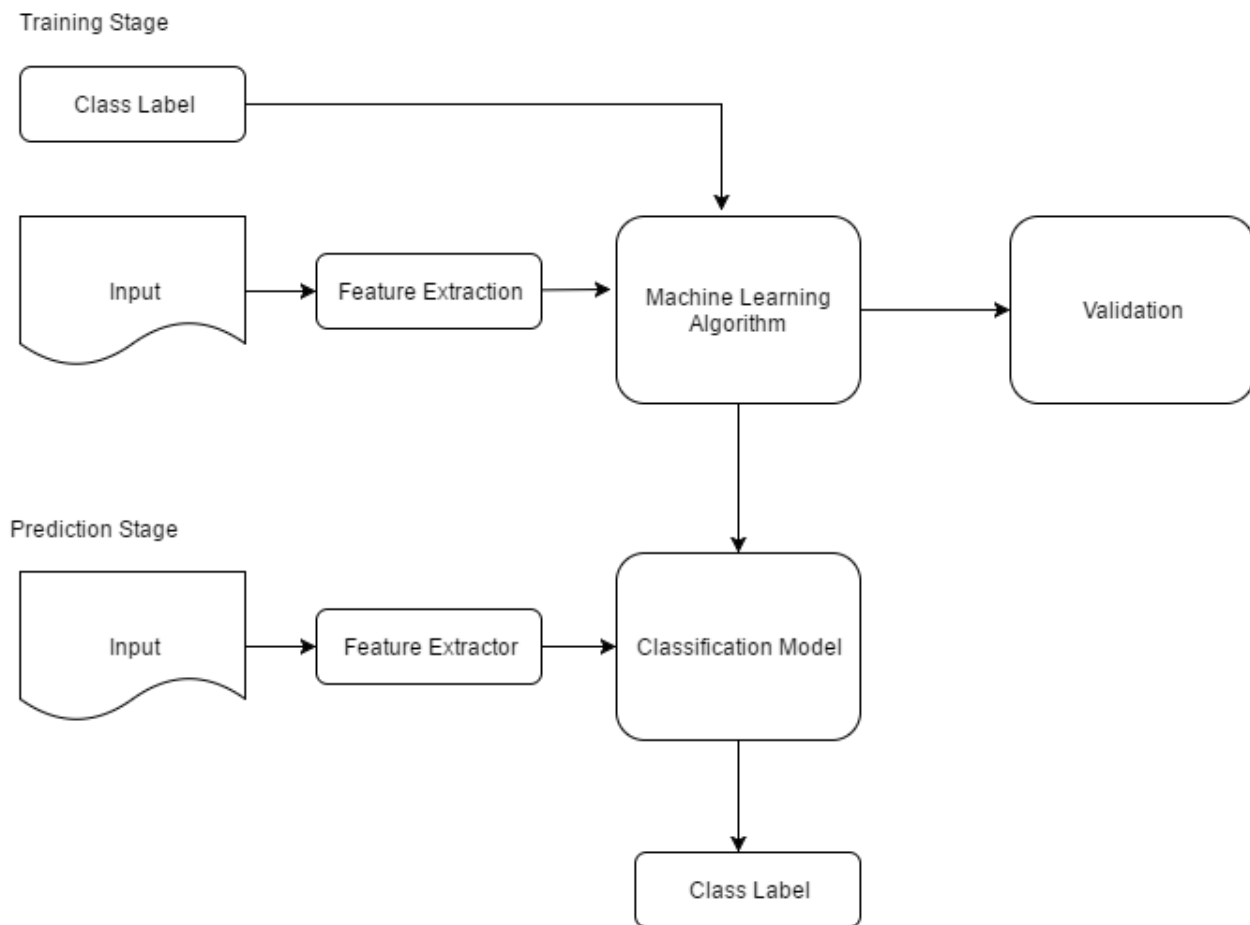 Training Stage
Class Label
Input
Feature Extraction
Machine Learning
Algorithm
Validation
Prediction Stage
Input
Feature Extractor
Classification Model
Class Label